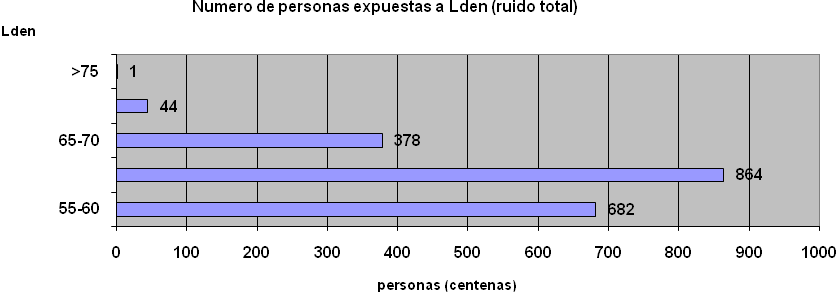 Numero de personas expuestas a Lden (ruido total)
Lden
>75 1
44
65-70 378
864
55-60 682
0 100 200 300 400 500 600 700 800 900 1000
personas (centenas)